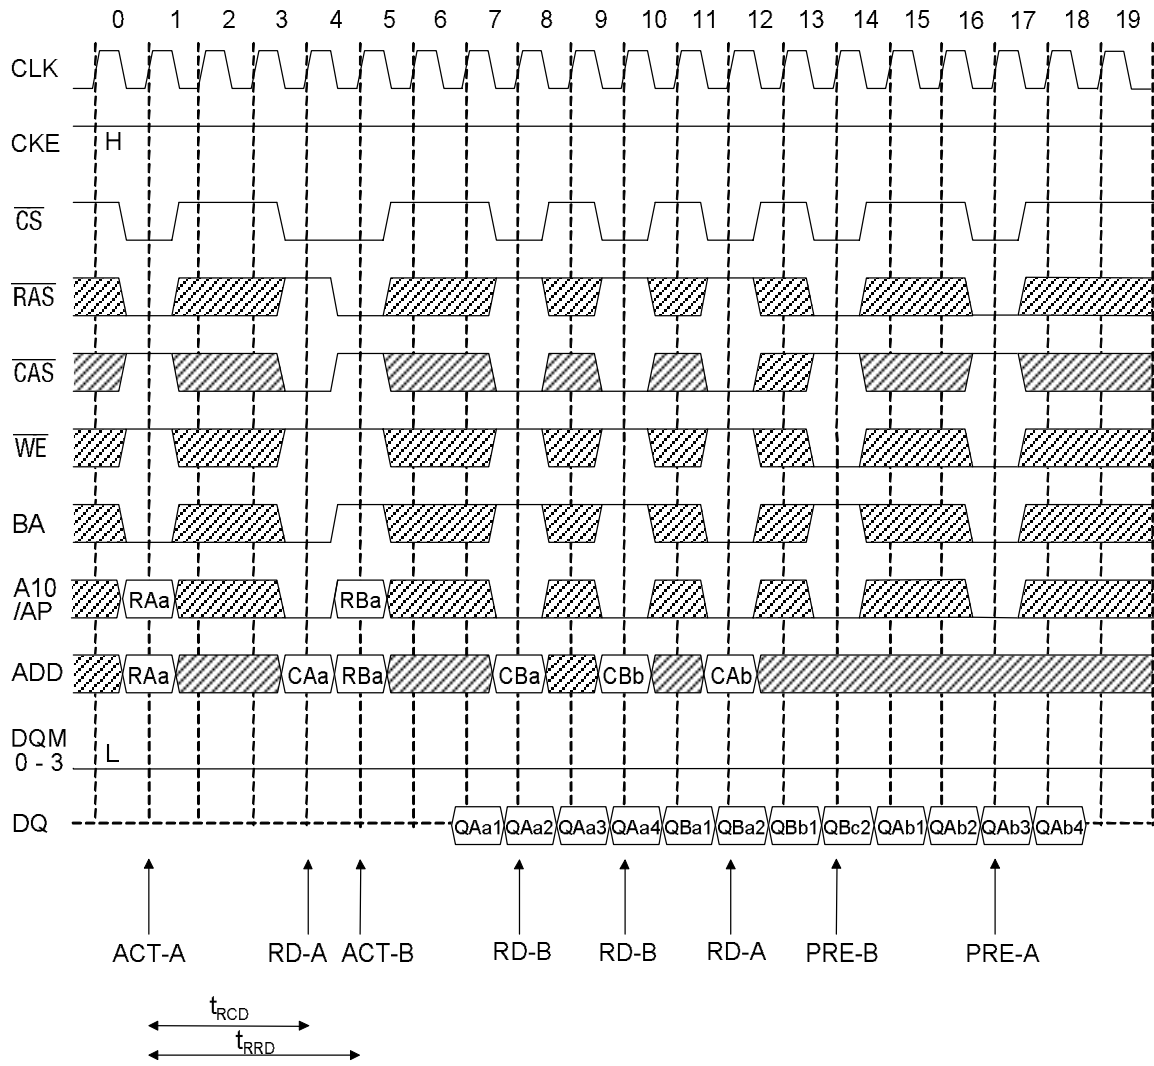 0 1 2 3 4 5 6 7 8 9 10 11 12 13 14 15 16 17 18 19
CLK
CKE H
CS
RAS
CAS
WE
BA
A10
/AP RAa RBa
ADD RAa CAa RBa CBa CBb CAb
DQM
0 - 3 L
DQ QAa1 QAa2 QAa3 QAa4 QBa1 QBa2 QBb1 QBc2 QAb1 QAb2 QAb3 QAb4
ACT-A RD-A ACT-B RD-B RD-B RD-A PRE-B PRE-A
tRCD
tRRD